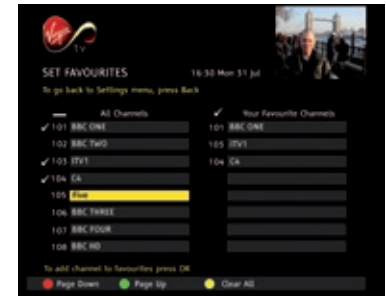 Virgin
tv
SET FAVOURITES 16:30 Mon 31 Jul
To go back to Settings menu, press Back
All Channels Your Favourite Channels
101 BBC ONE 101 BBC ONE
102 BBC TWO 103 ITV1
103 ITV1 104 C4
104 C4
105 Five
106 BBC THREE
107 BBC FOUR
108 BBC HD
To add channel to favourites press OK
Page Down Page Up Clear All